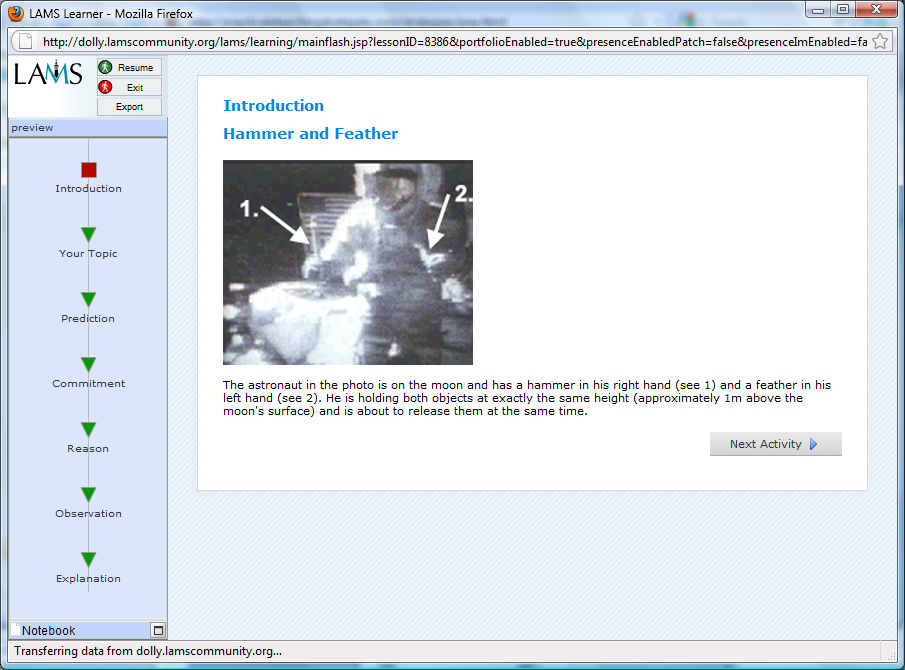 LAMS Learner - Mozilla Firefox
http://dolly.lamscommunity.org/lams/learning/mainflash.jsp?lessonID=8386&portfolioEnabled=true&presenceEnabledPatch=false&presenceImEnabled=fa
LAMS
Resume
Exit
Export
preview
Introduction
Your Topic
Prediction
Commitment
Reason
Observation
Explanation
Notebook
Introduction
Hammer and Feather
1.
2.
The astronaut in the photo is on the moon and has a hammer in his right hand (see 1) and a feather in his
left hand (see 2). He is holding both objects at exactly the same height (approximately 1m above the
moon's surface) and is about to release them at the same time.
Next Activity
Transferring data from dolly.lamscommunity.org...